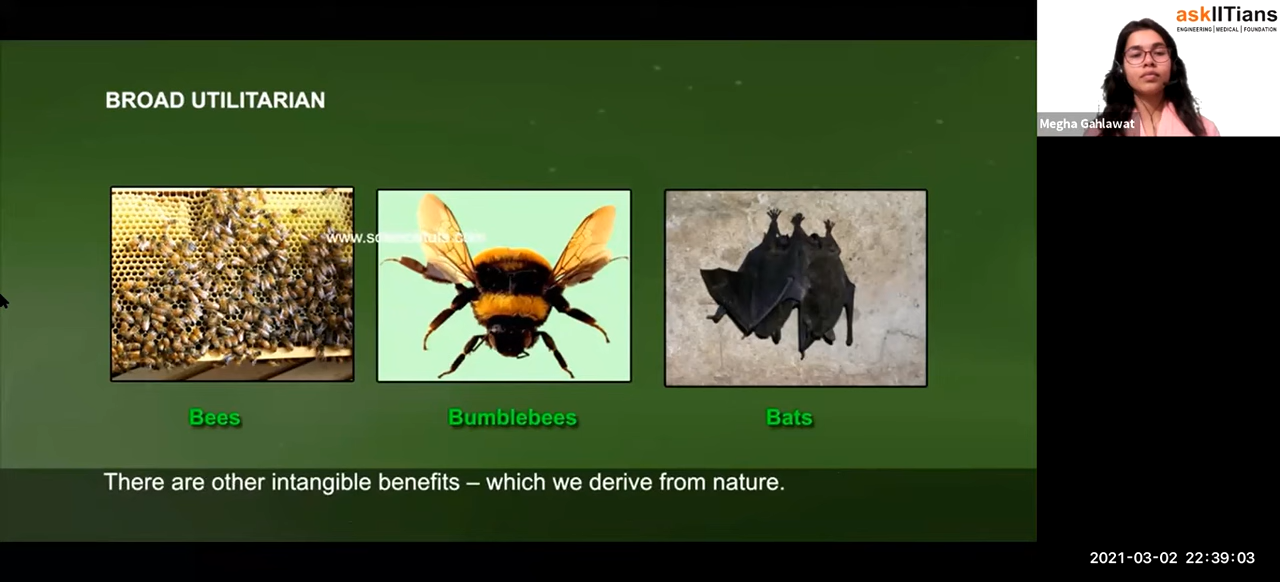 askIITians
ENGINEERING | MEDICAL | FOUNDATION
Megha Gahlawat
BROAD UTILITARIAN
Bees
Bumblebees
Bats
There are other intangible benefits – which we derive from nature.
2021-03-02 22:39:03